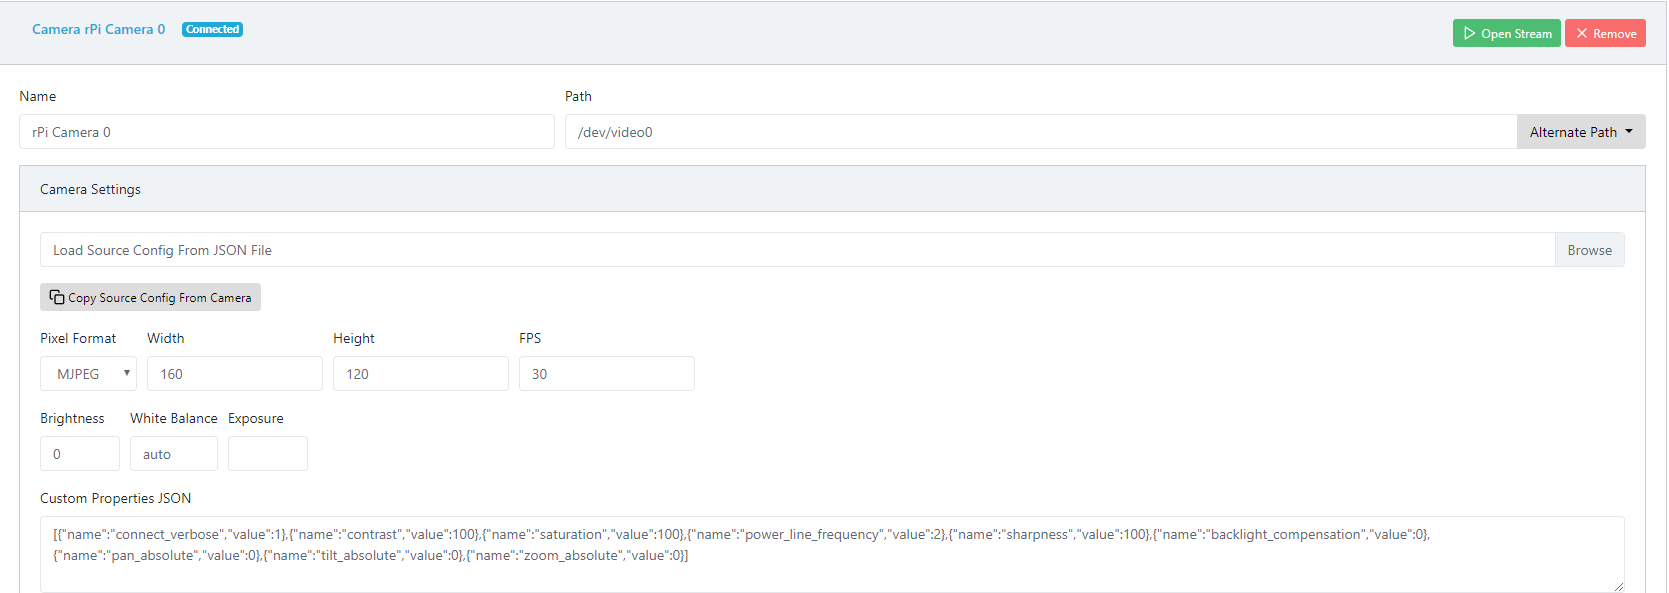 Camera rPi Camera 0 Connected Open Stream Remove
Name Path
rPi Camera 0 /dev/video0 Alternate Path
Camera Settings
Load Source Config From JSON File Browse
Copy Source Config From Camera
Pixel Format Width Height FPS
MJPEG 160 120 30
Brightness White Balance Exposure
0 auto
Custom Properties JSON
[{"name":"connect_verbose","value":1},{"name":"contrast","value":100},{"name":"saturation","value":100},{"name":"power_line_frequency","value":2},{"name":"sharpness","value":100},{"name":"backlight_compensation","value":0},
{"name":"pan_absolute","value":0},{"name":"tilt_absolute","value":0},{"name":"zoom_absolute","value":0}]